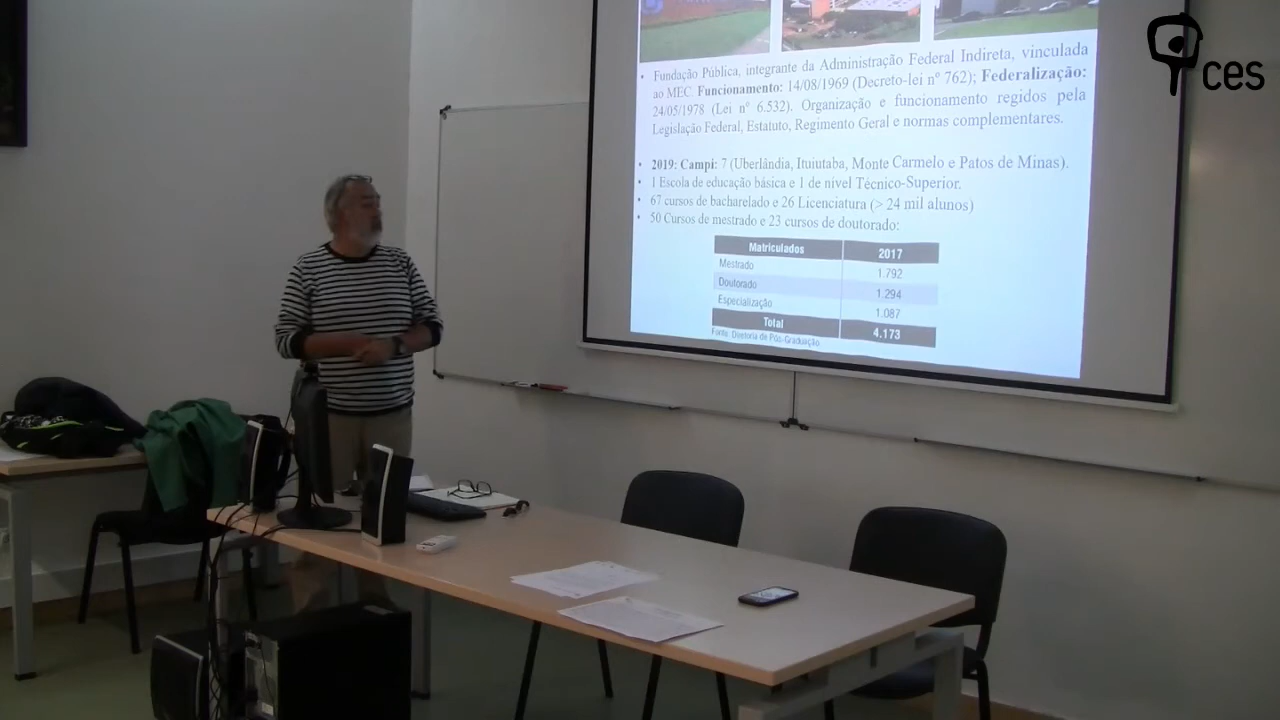 ces
Fundação Pública, integrante da Administração Federal Indireta, vinculada
ao MEC. Funcionamento: 14/08/1969 (Decreto-lei nº 762); Federalização:
24/05/1978 (Lei nº 6.532). Organização e funcionamento regidos pela
Legislação Federal, Estatuto, Regimento Geral e normas complementares.
2019: Campi: 7 (Uberlândia, Ituiutaba, Monte Carmelo e Patos de Minas).
1 Escola de educação básica e 1 de nível Técnico-Superior.
67 cursos de bacharelado e 26 Licenciatura (> 24 mil alunos)
50 Cursos de mestrado e 23 cursos de doutorado:
Matriculados 2017
Mestrado 1.792
Doutorado 1.294
Especialização 1.087
Total 4.173
Fonte: Diretoria de Pós-Graduação